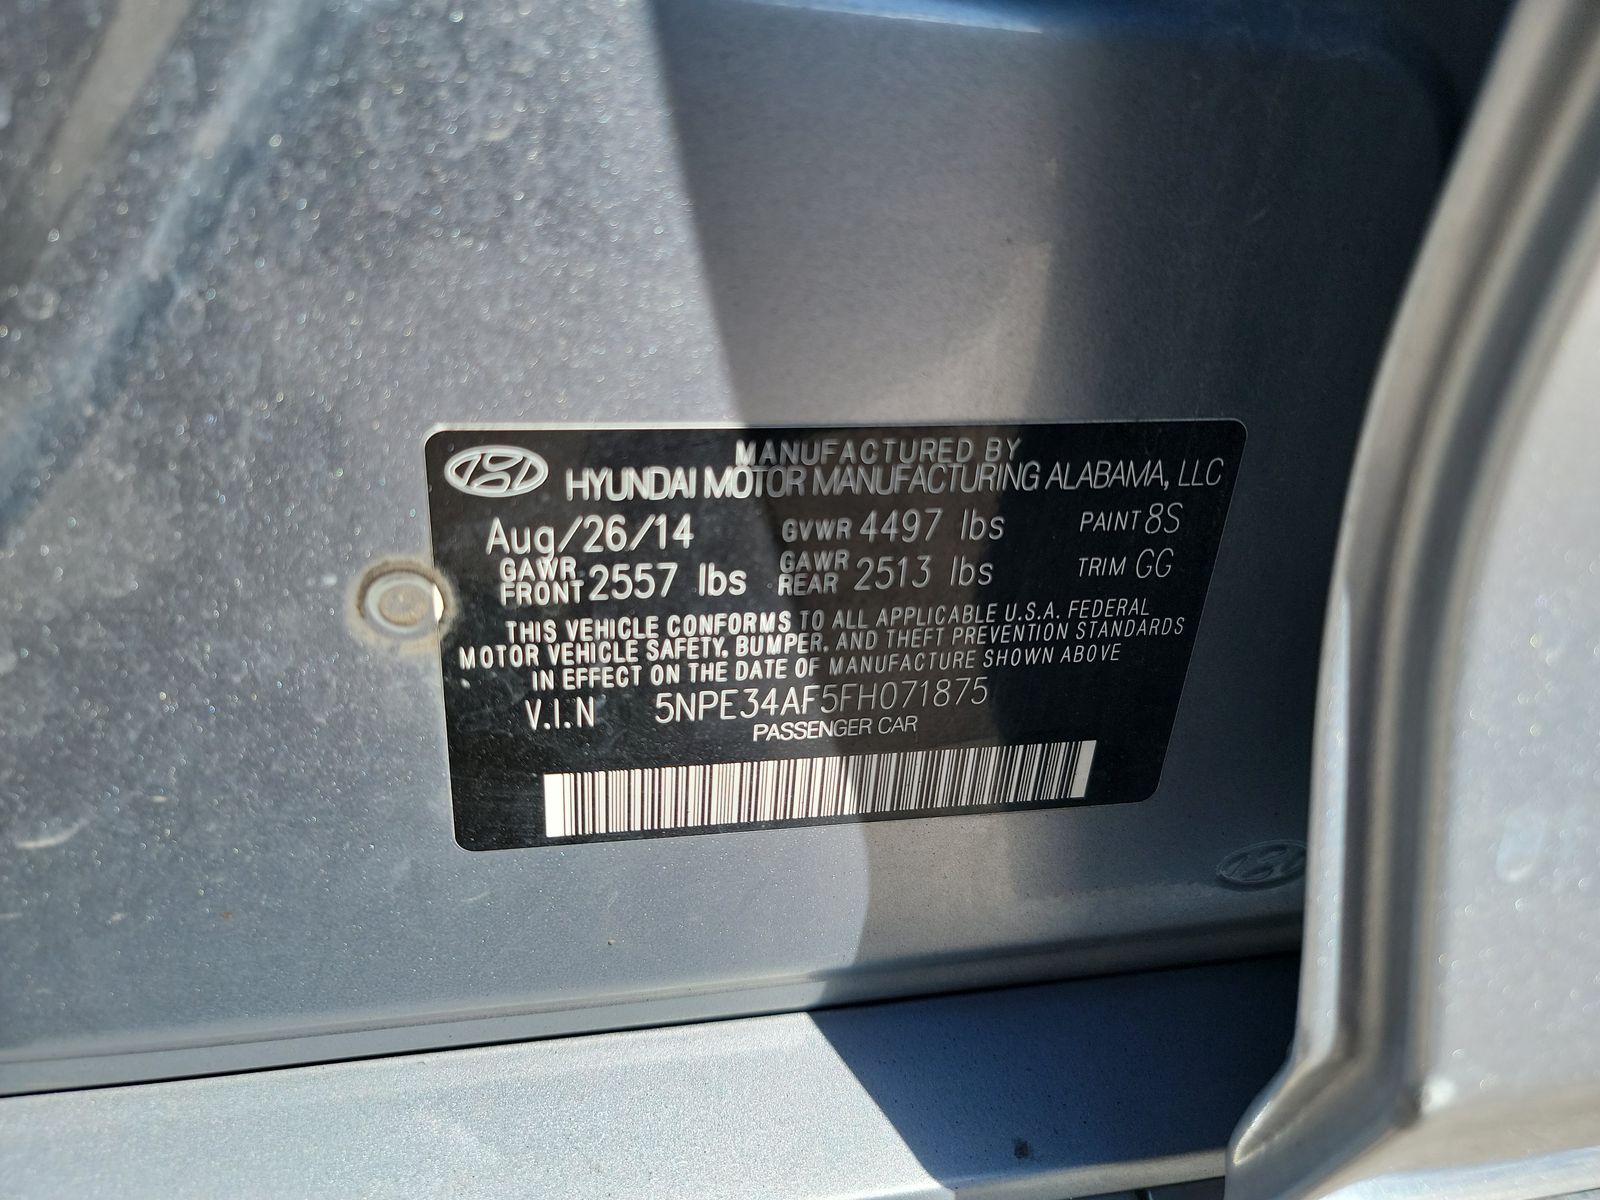 MANUFACTURED BY
HYUNDAI MOTOR MANUFACTURING ALABAMA, LLC
Aug/26/14 GVWR 4497 lbs PAINT 8S
GAWR FRONT 2557 lbs GAWR REAR 2513 lbs TRIM GG
THIS VEHICLE CONFORMS TO ALL APPLICABLE U.S.A. FEDERAL
MOTOR VEHICLE SAFETY, BUMPER, AND THEFT PREVENTION STANDARDS
IN EFFECT ON THE DATE OF MANUFACTURE SHOWN ABOVE
V.I.N 5NPE34AF5FH071875
PASSENGER CAR